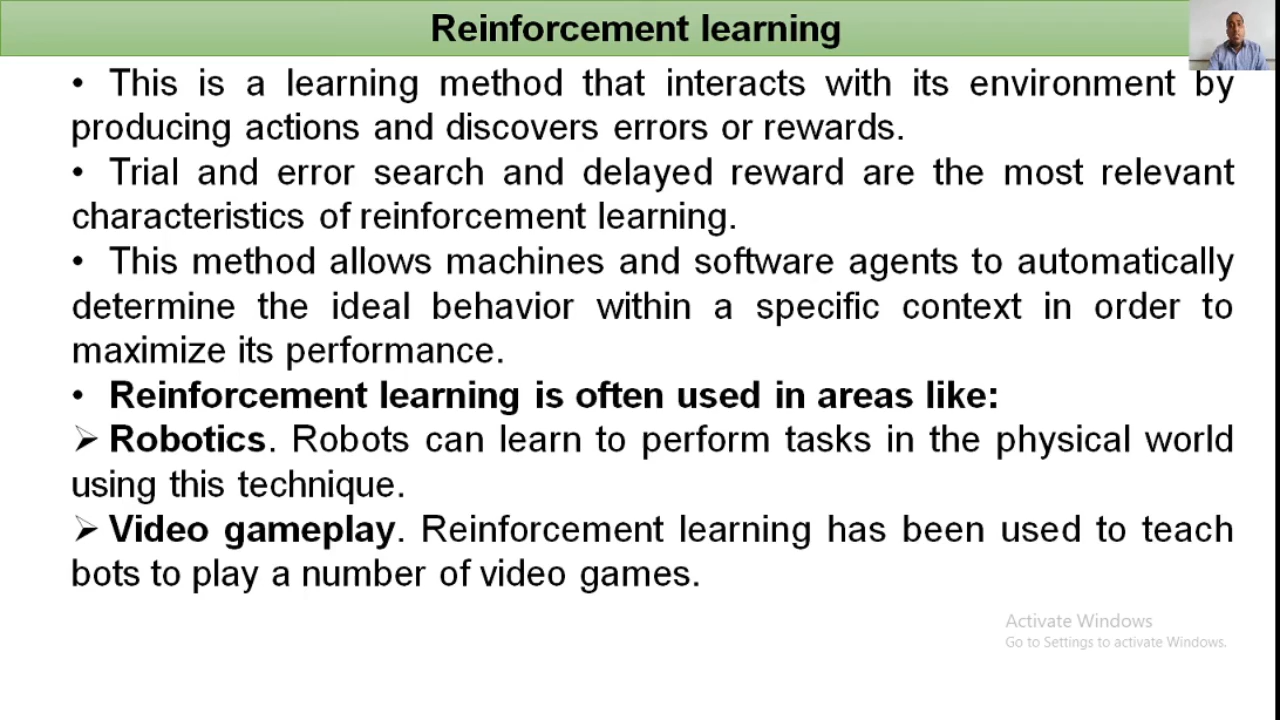 Reinforcement learning
• This is a learning method that interacts with its environment by
producing actions and discovers errors or rewards.
• Trial and error search and delayed reward are the most relevant
characteristics of reinforcement learning.
• This method allows machines and software agents to automatically
determine the ideal behavior within a specific context in order to
maximize its performance.
• Reinforcement learning is often used in areas like:
➢ Robotics. Robots can learn to perform tasks in the physical world
using this technique.
➢ Video gameplay. Reinforcement learning has been used to teach
bots to play a number of video games.
Activate Windows
Go to Settings to activate Windows.